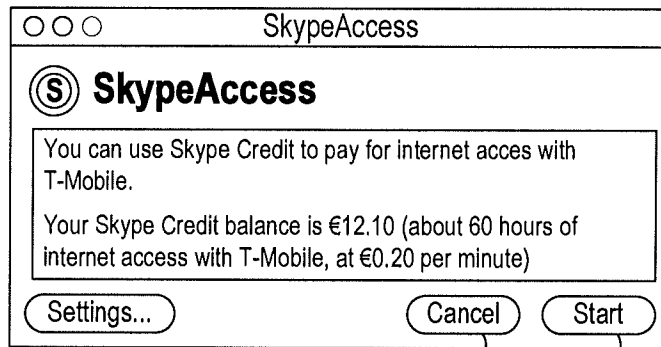 SkypeAccess
S SkypeAccess
You can use Skype Credit to pay for internet acces with
T-Mobile.
Your Skype Credit balance is €12.10 (about 60 hours of
internet access with T-Mobile, at €0.20 per minute)
Settings... Cancel Start